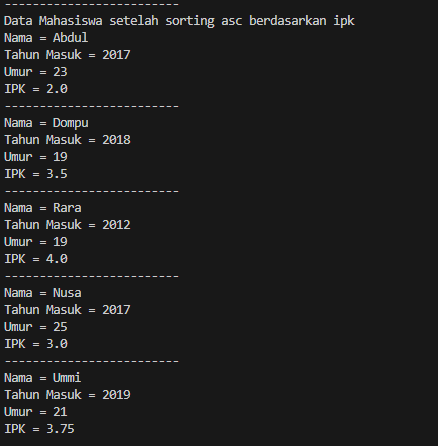 -------------------------
Data Mahasiswa setelah sorting asc berdasarkan ipk
Nama = Abdul
Tahun Masuk = 2017
Umur = 23
IPK = 2.0
-------------------------
Nama = Dompu
Tahun Masuk = 2018
Umur = 19
IPK = 3.5
-------------------------
Nama = Rara
Tahun Masuk = 2012
Umur = 19
IPK = 4.0
-------------------------
Nama = Nusa
Tahun Masuk = 2017
Umur = 25
IPK = 3.0
-------------------------
Nama = Ummi
Tahun Masuk = 2019
Umur = 21
IPK = 3.75